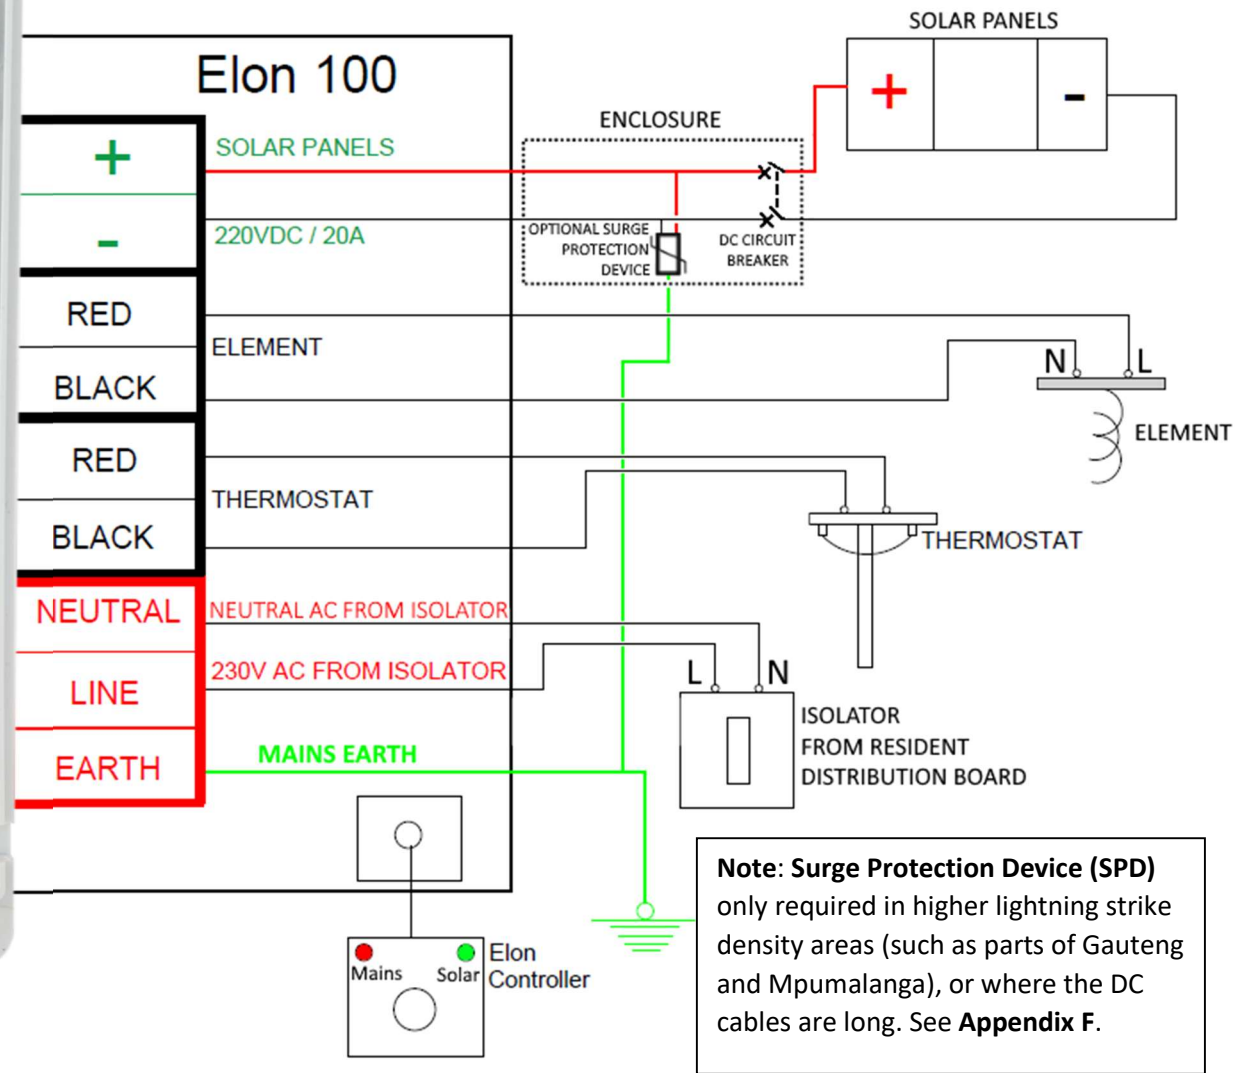 SOLAR PANELS
+
-
Elon 100
ENCLOSURE
+
SOLAR PANELS
-
220VDC / 20A
OPTIONAL SURGE
PROTECTION
DEVICE
DC CIRCUIT
BREAKER
RED
ELEMENT
BLACK
N
L
ELEMENT
RED
THERMOSTAT
BLACK
THERMOSTAT
NEUTRAL
NEUTRAL AC FROM ISOLATOR
LINE
230V AC FROM ISOLATOR
L
N
ISOLATOR
FROM RESIDENT
DISTRIBUTION BOARD
EARTH
MAINS EARTH
Mains
Solar
Elon
Controller
Note: Surge Protection Device (SPD)
only required in higher lightning strike
density areas (such as parts of Gauteng
and Mpumalanga), or where the DC
cables are long. See Appendix F.